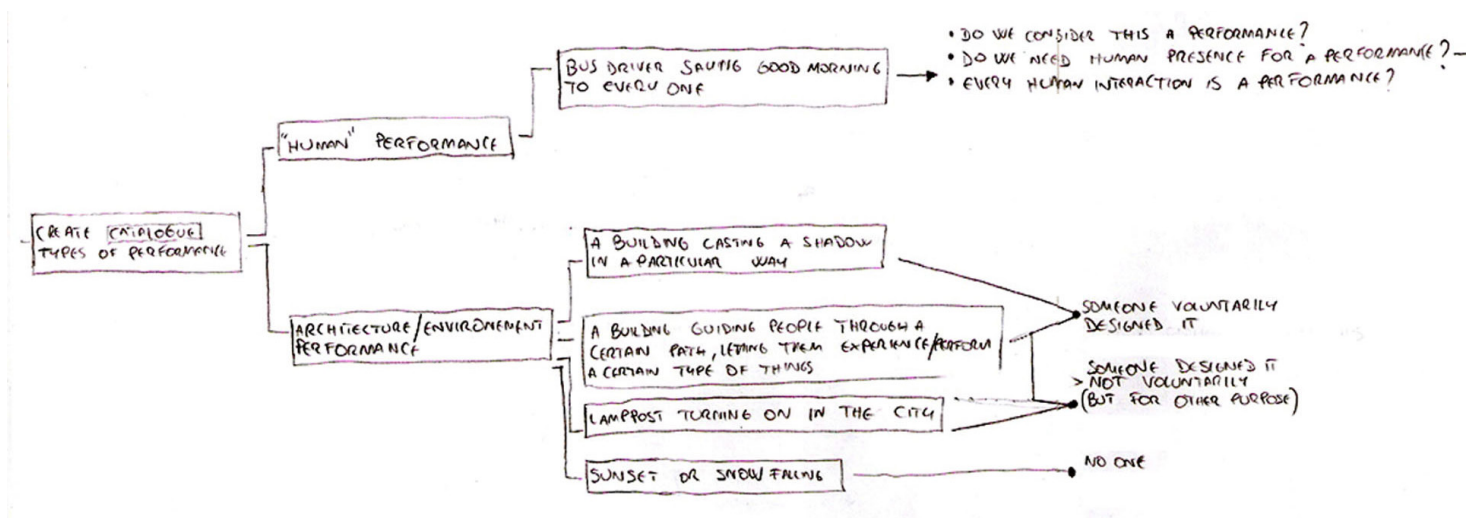 • DO WE CONSIDER THIS A PERFORMANCE?
• DO WE NEED HUMAN PRESENCE FOR A PERFORMANCE?
• EVERY HUMAN INTERACTION IS A PERFORMANCE?
BUS DRIVER SAYING GOOD MORNING
TO EVERY ONE
"HUMAN" PERFORMANCE
CREATE CATALOGUE
TYPES OF PERFORMANCE
A BUILDING CASTING A SHADOW
IN A PARTICULAR WAY
ARCHITECTURE/ENVIRONEMENT
PERFORMANCE
A BUILDING GUIDING PEOPLE THROUGH A
CERTAIN PATH, LETTING THEM EXPERIENCE/PERFORM
A CERTAIN TYPE OF THINGS
LAMPPOST TURNING ON IN THE CITY
SUNSET OR SNOW FALLING
SOMEONE VOLUNTARILY
DESIGNED IT
SOMEONE DESIGNED IT
> NOT VOLUNTARILY
(BUT FOR OTHER PURPOSE)
NO ONE